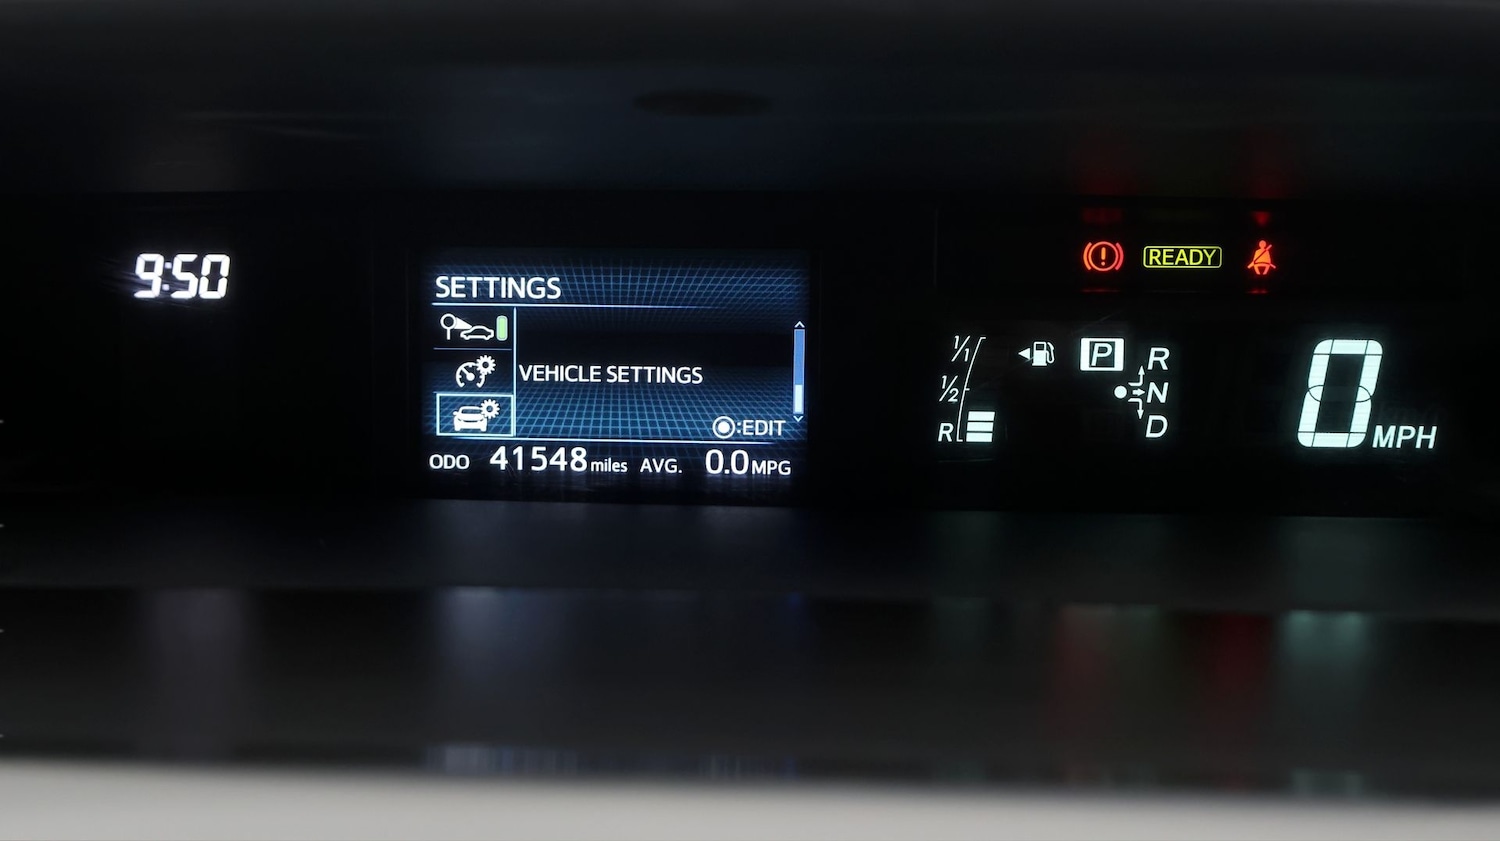 9:50
SETTINGS
VEHICLE SETTINGS
:EDIT
ODO 41548 miles AVG. 0.0 MPG
READY
1/1
1/2
R
P
R
N
D
0 MPH